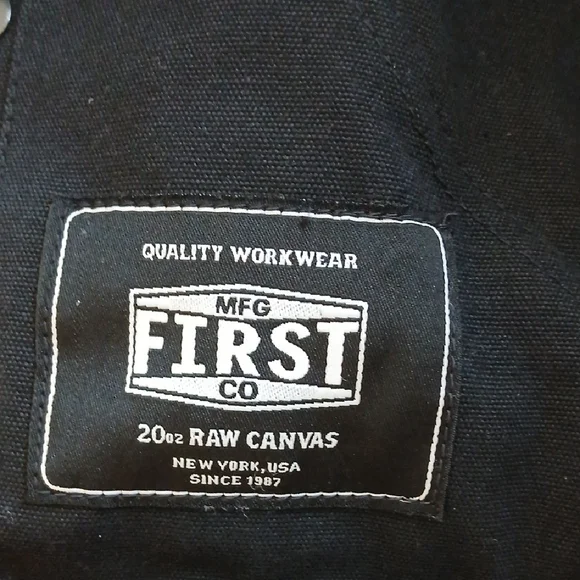 QUALITY WORKWEAR
MFG
FIRST
CO
20oz RAW CANVAS
NEW YORK, USA
SINCE 1987